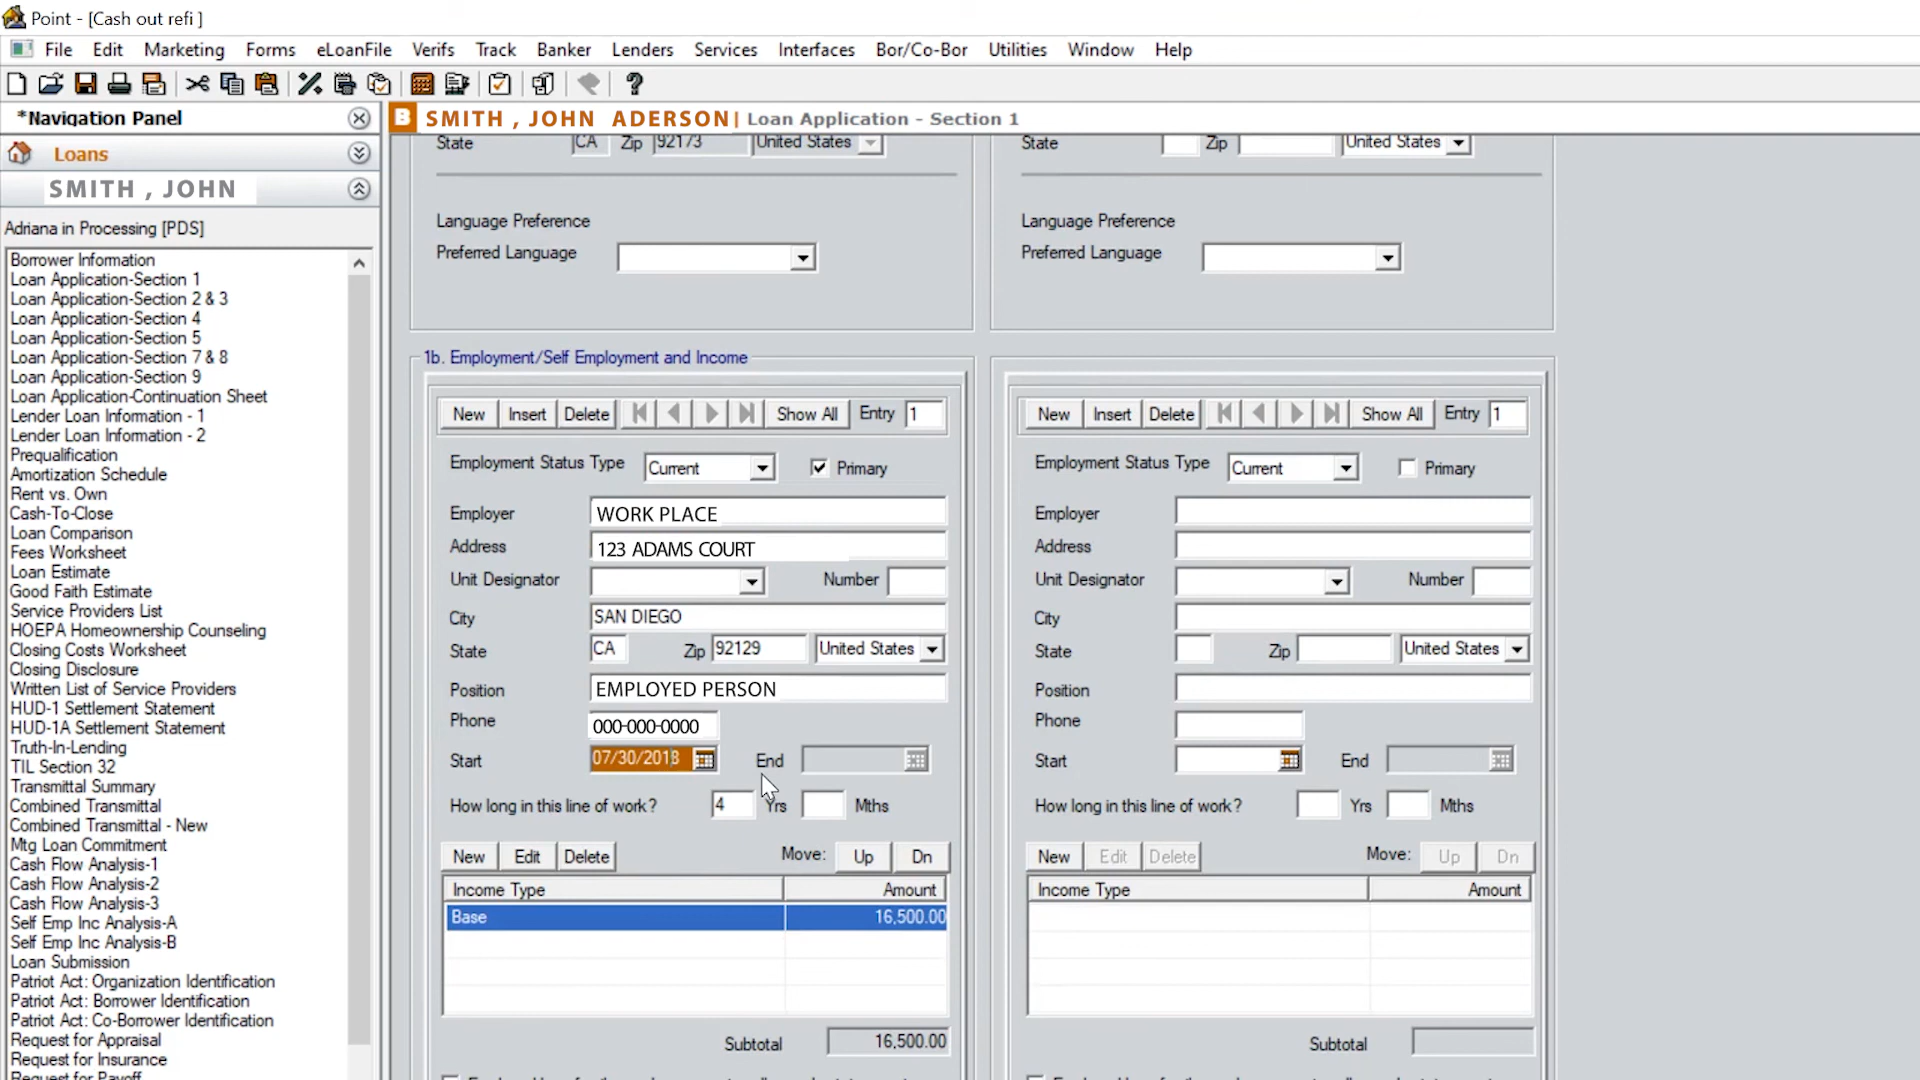 Point - [Cash out refi ]
File Edit Marketing Forms eLoanFile Verifs Track Banker Lenders Services Interfaces Bor/Co-Bor Utilities Window Help
*Navigation Panel
Loans
SMITH , JOHN
Adriana in Processing [PDS]
Borrower Information
Loan Application-Section 1
Loan Application-Section 2 & 3
Loan Application-Section 4
Loan Application-Section 5
Loan Application-Section 7 & 8
Loan Application-Section 9
Loan Application-Continuation Sheet
Lender Loan Information - 1
Lender Loan Information - 2
Prequalification
Amortization Schedule
Rent vs. Own
Cash-To-Close
Loan Comparison
Fees Worksheet
Loan Estimate
Good Faith Estimate
Service Providers List
HOEPA Homeownership Counseling
Closing Costs Worksheet
Closing Disclosure
Written List of Service Providers
HUD-1 Settlement Statement
HUD-1A Settlement Statement
Truth-In-Lending
TIL Section 32
Transmittal Summary
Combined Transmittal
Combined Transmittal - New
Mtg Loan Commitment
Cash Flow Analysis-1
Cash Flow Analysis-2
Cash Flow Analysis-3
Self Emp Inc Analysis-A
Self Emp Inc Analysis-B
Loan Submission
Patriot Act: Organization Identification
Patriot Act: Borrower Identification
Patriot Act: Co-Borrower Identification
Request for Appraisal
Request for Insurance
Request for Payoff
B SMITH , JOHN ADERSON | Loan Application - Section 1
State CA Zip 92173 United States
Language Preference
Preferred Language
1b. Employment/Self Employment and Income
New Insert Delete Show All Entry 1
Employment Status Type Current Primary
Employer WORK PLACE
Address 123 ADAMS COURT
Unit Designator Number
City SAN DIEGO
State CA Zip 92129 United States
Position EMPLOYED PERSON
Phone 000-000-0000
Start 07/30/2018 End
How long in this line of work? 4 Yrs Mths
New Edit Delete Move: Up Dn
Income Type Amount
Base 16,500.00
Subtotal 16,500.00
State Zip United States
Language Preference
Preferred Language
New Insert Delete Show All Entry 1
Employment Status Type Current Primary
Employer
Address
Unit Designator Number
City
State Zip United States
Position
Phone
Start End
How long in this line of work? Yrs Mths
New Edit Delete Move: Up Dn
Income Type Amount
Subtotal